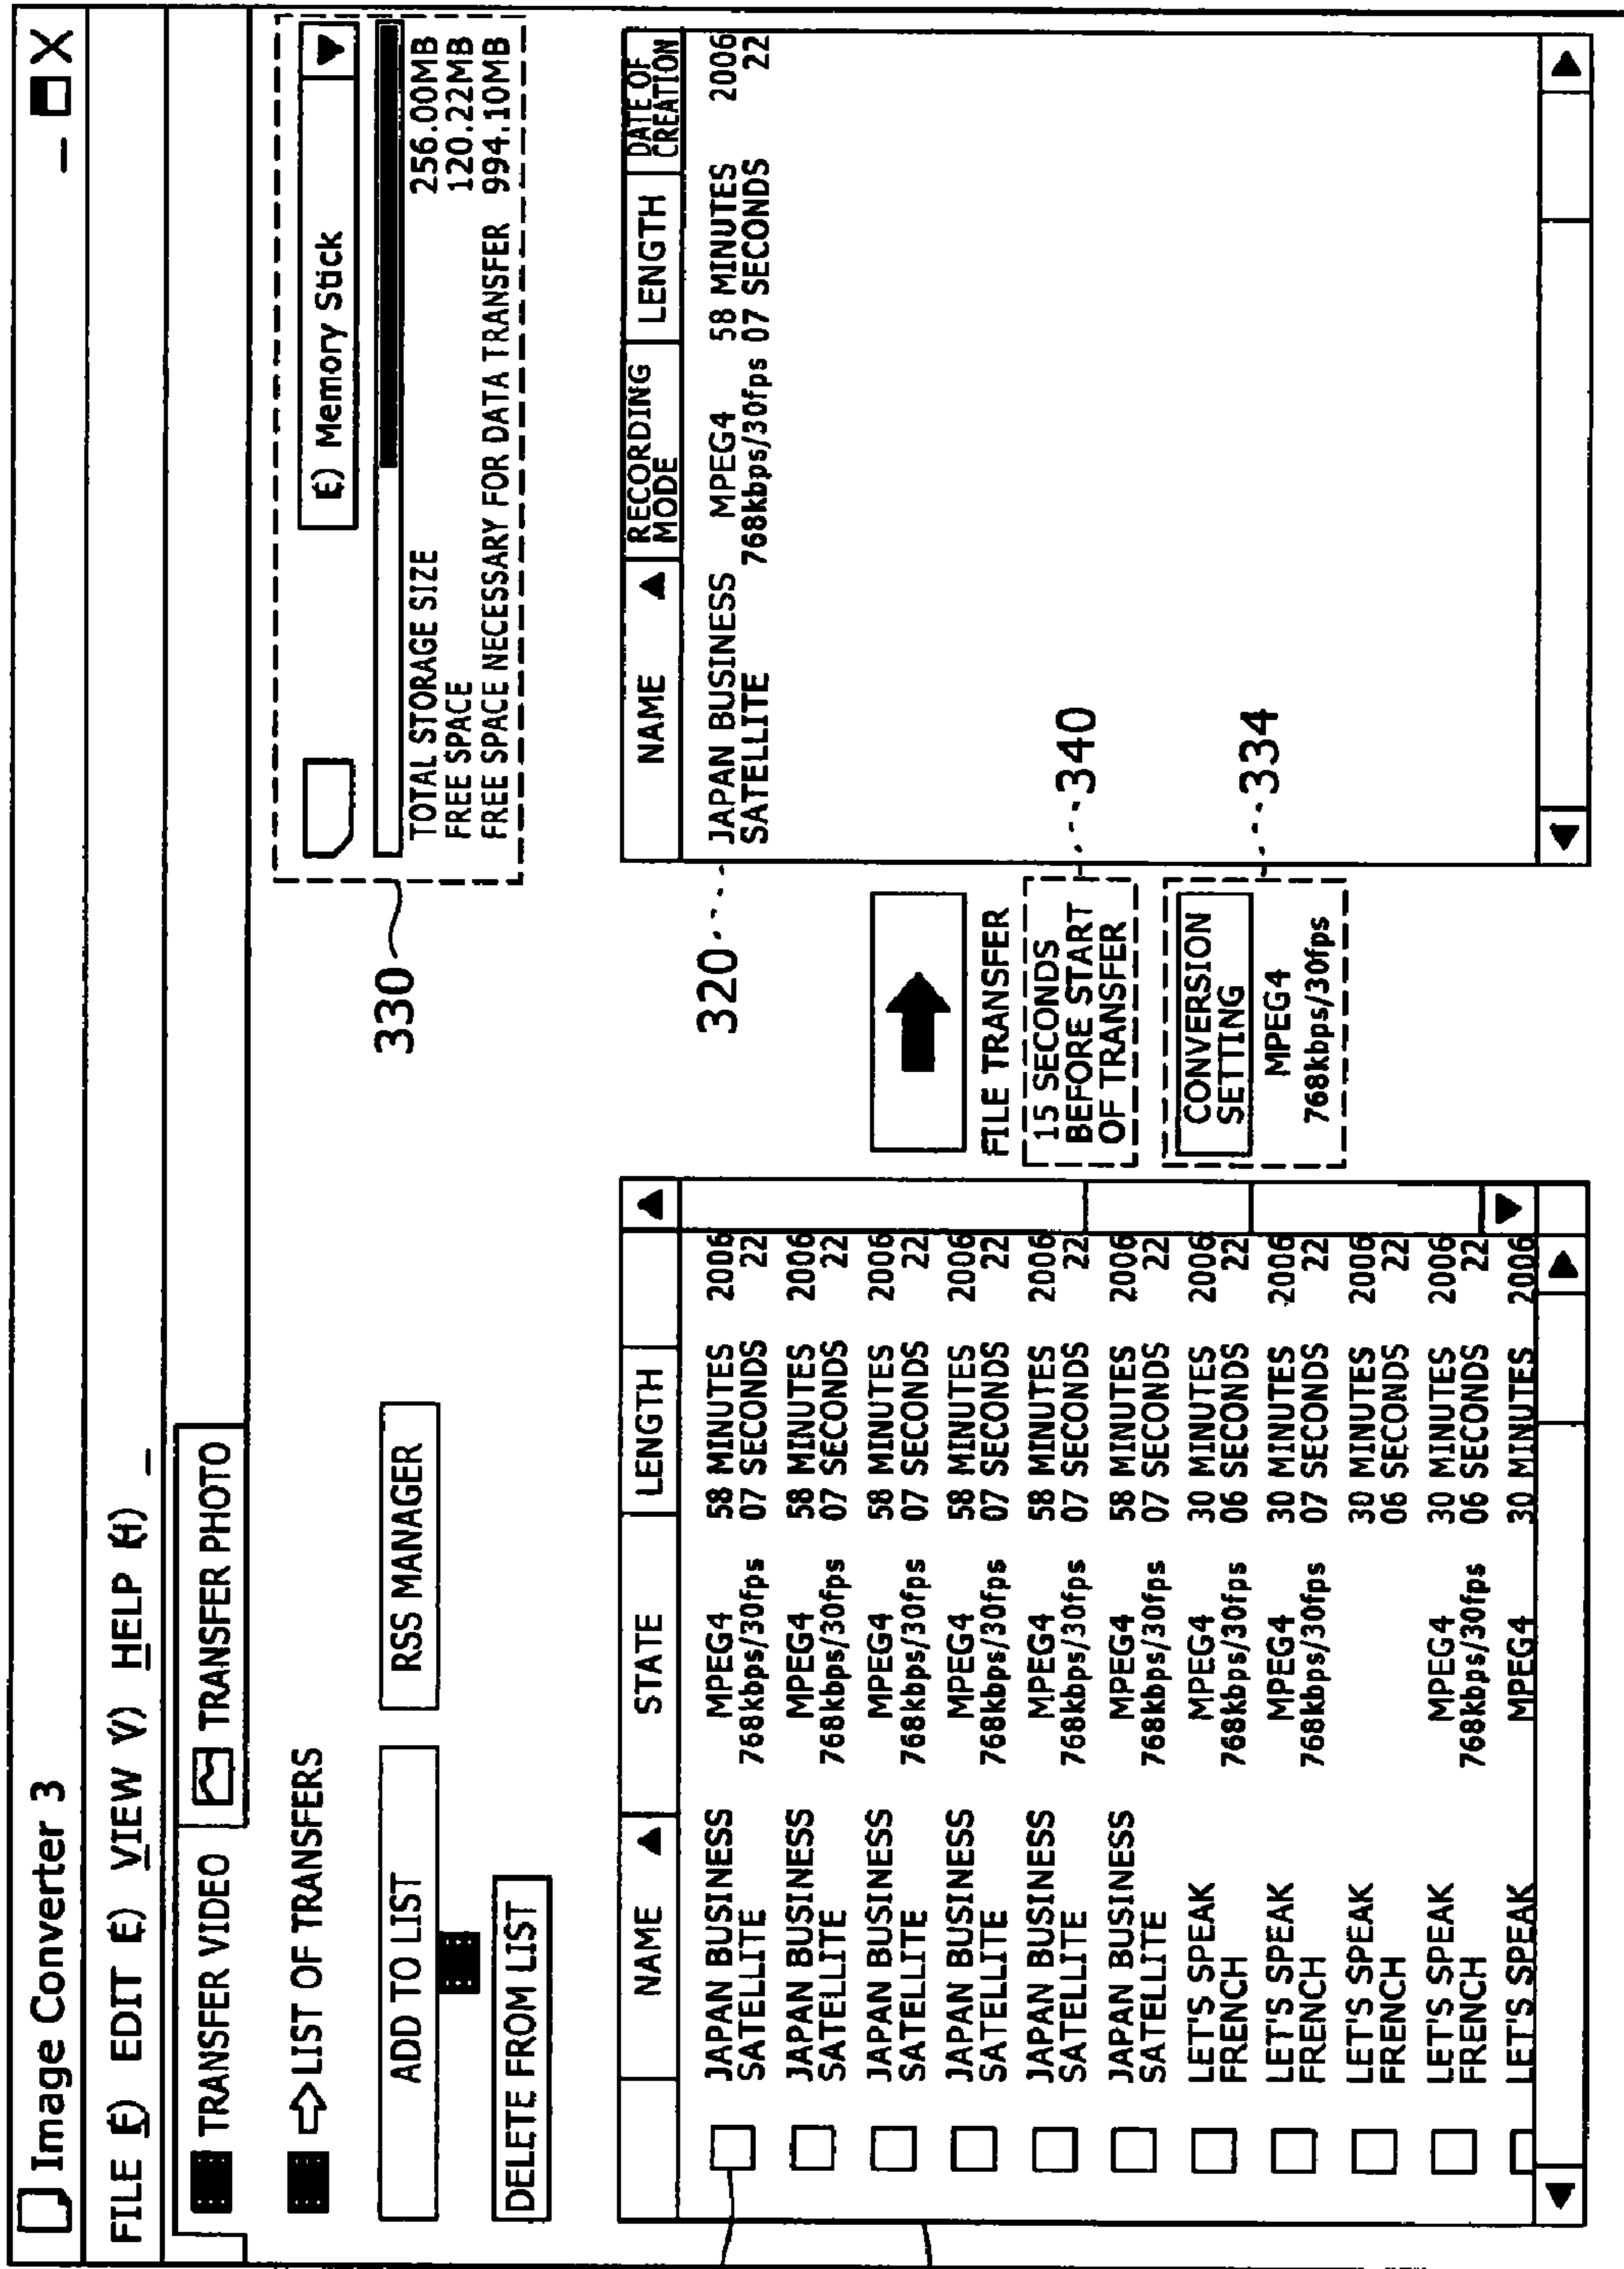 Image Converter 3
FILE (F) EDIT (E) VIEW (V) HELP (H)
TRANSFER VIDEO
TRANSFER PHOTO
LIST OF TRANSFERS
ADD TO LIST
RSS MANAGER
DELETE FROM LIST
E) Memory Stick
TOTAL STORAGE SIZE 256.00MB
FREE SPACE 120.22MB
FREE SPACE NECESSARY FOR DATA TRANSFER 994.10MB
330
NAME STATE LENGTH
JAPAN BUSINESS MPEG4 58 MINUTES 2006
SATELLITE 768kbps/30fps 07 SECONDS 22
JAPAN BUSINESS MPEG4 58 MINUTES 2006
SATELLITE 768kbps/30fps 07 SECONDS 22
JAPAN BUSINESS MPEG4 58 MINUTES 2006
SATELLITE 768kbps/30fps 07 SECONDS 22
JAPAN BUSINESS MPEG4 58 MINUTES 2006
SATELLITE 768kbps/30fps 07 SECONDS 22
JAPAN BUSINESS MPEG4 58 MINUTES 2006
SATELLITE 768kbps/30fps 07 SECONDS 22
JAPAN BUSINESS MPEG4 58 MINUTES 2006
SATELLITE 768kbps/30fps 07 SECONDS 22
LET'S SPEAK MPEG4 30 MINUTES 2006
FRENCH 768kbps/30fps 06 SECONDS 22
LET'S SPEAK MPEG4 30 MINUTES 2006
FRENCH 768kbps/30fps 07 SECONDS 22
LET'S SPEAK 30 MINUTES 2006
FRENCH 06 SECONDS 22
LET'S SPEAK MPEG4 30 MINUTES 2006
FRENCH 768kbps/30fps 06 SECONDS 22
LET'S SPEAK MPEG4 30 MINUTES 2006
320
FILE TRANSFER
15 SECONDS
BEFORE START
OF TRANSFER
340
CONVERSION
SETTING
MPEG4
768kbps/30fps
334
NAME RECORDING MODE LENGTH DATE OF CREATION
JAPAN BUSINESS MPEG4 58 MINUTES 2006
SATELLITE 768kbps/30fps 07 SECONDS 22